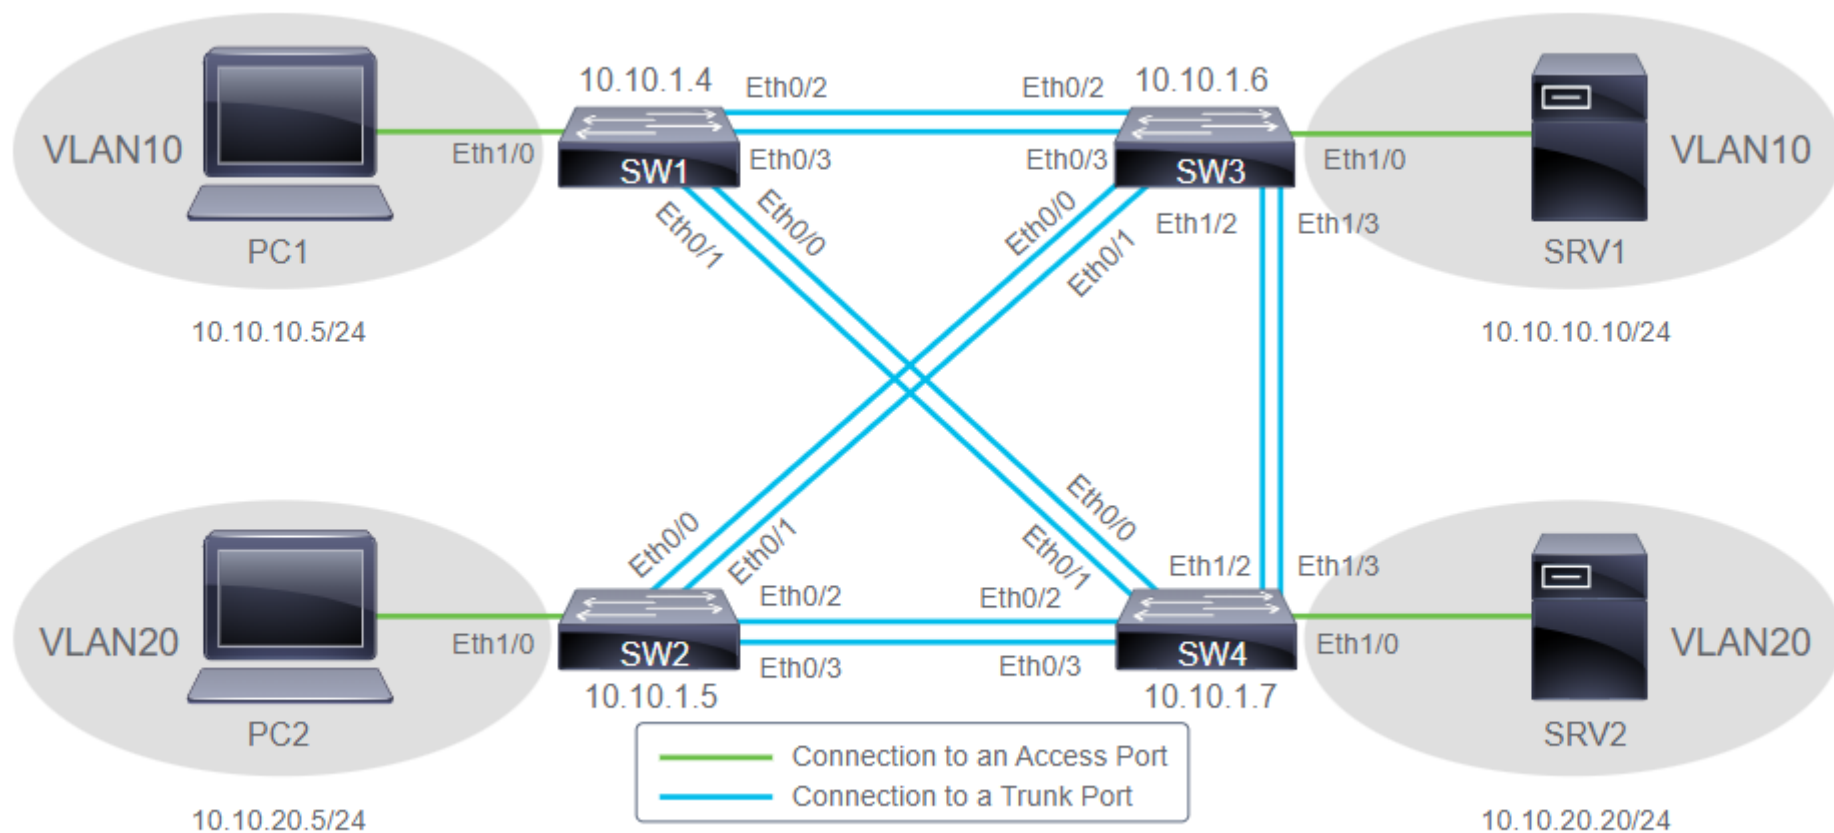 10.10.1.4
Eth0/2
Eth0/2
10.10.1.6
VLAN10
Eth1/0
SW1
Eth0/3
Eth0/3
SW3
Eth1/0
VLAN10
Eth0/1
Eth0/0
Eth0/0
Eth0/1
Eth1/2
Eth1/3
PC1
SRV1
10.10.10.5/24
10.10.10.10/24
Eth0/0
Eth0/1
Eth0/1
Eth0/0
Eth1/2
Eth1/3
VLAN20
Eth1/0
SW2
Eth0/2
Eth0/2
Eth0/3
Eth0/3
SW4
Eth1/0
VLAN20
10.10.1.5
10.10.1.7
PC2
SRV2
Connection to an Access Port
Connection to a Trunk Port
10.10.20.5/24
10.10.20.20/24